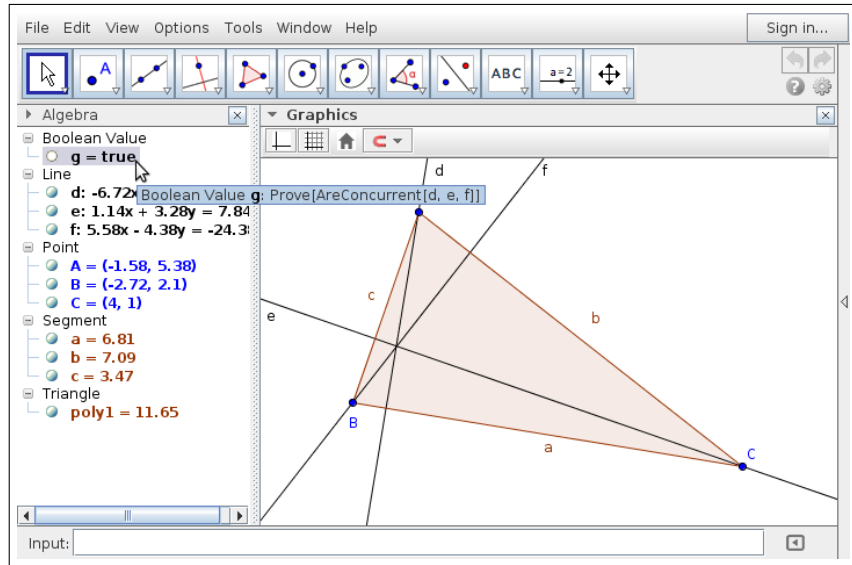 File Edit View Options Tools Window Help Sign in...
A α ABC a=2
Algebra
Graphics
Boolean Value
g = true
Boolean Value g: Prove[AreConcurrent[d, e, f]]
Line
d: -6.72x
e: 1.14x + 3.28y = 7.84
f: 5.58x - 4.38y = -24.3
Point
A = (-1.58, 5.38)
B = (-2.72, 2.1)
C = (4, 1)
Segment
a = 6.81
b = 7.09
c = 3.47
Triangle
poly1 = 11.65
d
f
c
b
e
B
a
C
Input: